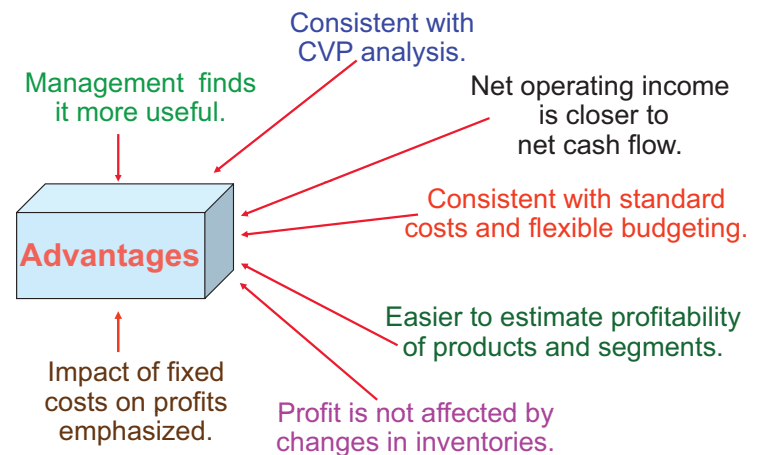 Consistent with
CVP analysis.
Management finds
it more useful.
Net operating income
is closer to
net cash flow.
Consistent with standard
costs and flexible budgeting.
Advantages
Easier to estimate profitability
of products and segments.
Impact of fixed
costs on profits
emphasized.
Profit is not affected by
changes in inventories.